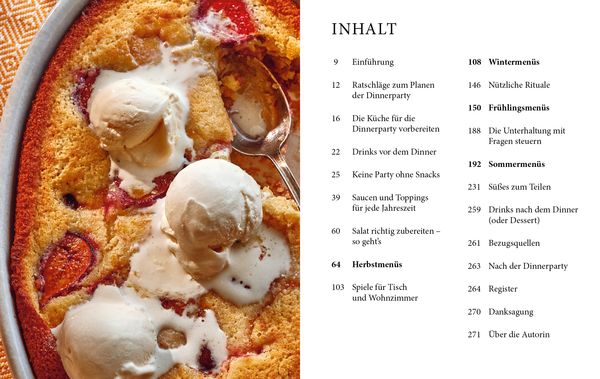 INHALT
9 Einführung
12 Ratschläge zum Planen
der Dinnerparty
16 Die Küche für die
Dinnerparty vorbereiten
22 Drinks vor dem Dinner
25 Keine Party ohne Snacks
39 Saucen und Toppings
für jede Jahreszeit
60 Salat richtig zubereiten –
so geht's
64 Herbstmenüs
103 Spiele für Tisch
und Wohnzimmer
108 Wintermenüs
146 Nützliche Rituale
150 Frühlingsmenüs
188 Die Unterhaltung mit
Fragen steuern
192 Sommermenüs
231 Süßes zum Teilen
259 Drinks nach dem Dinner
(oder Dessert)
261 Bezugsquellen
263 Nach der Dinnerparty
264 Register
270 Danksagung
271 Über die Autorin